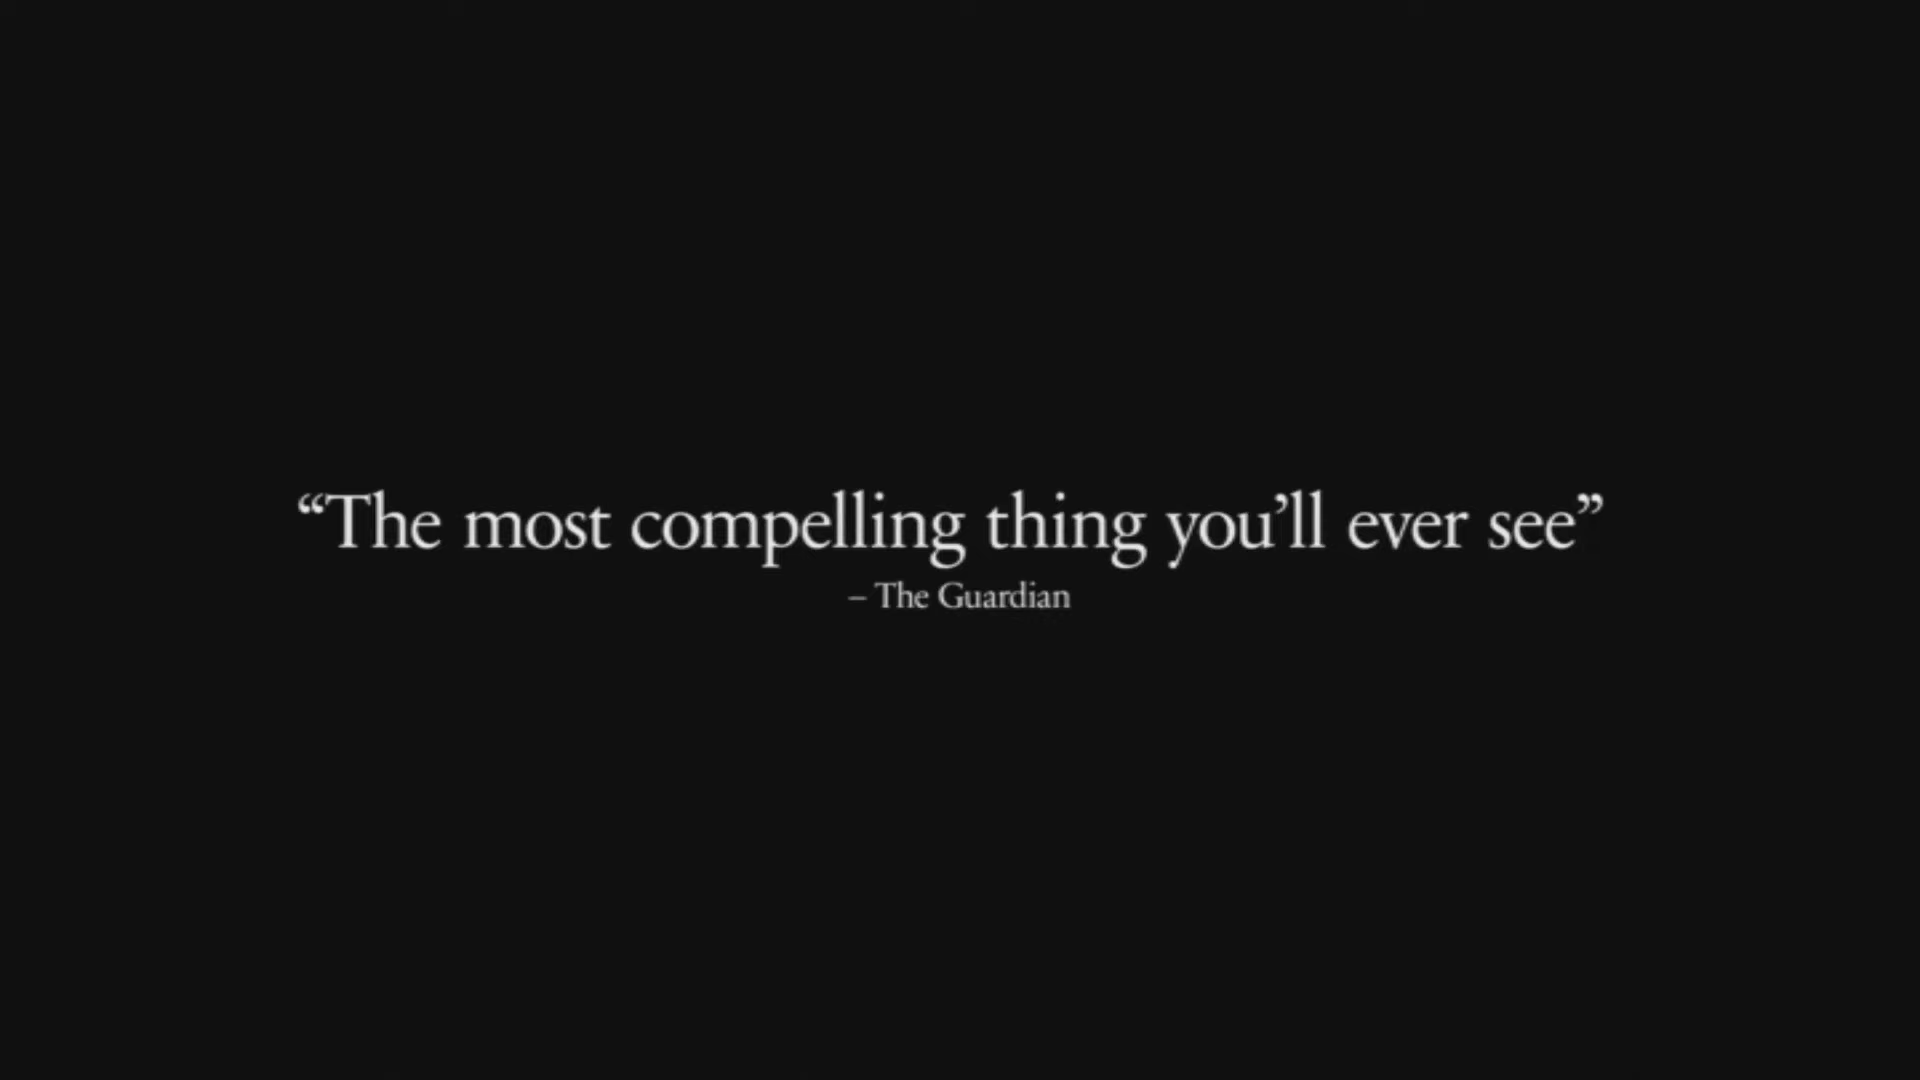 “The most compelling thing you’ll ever see”
– The Guardian